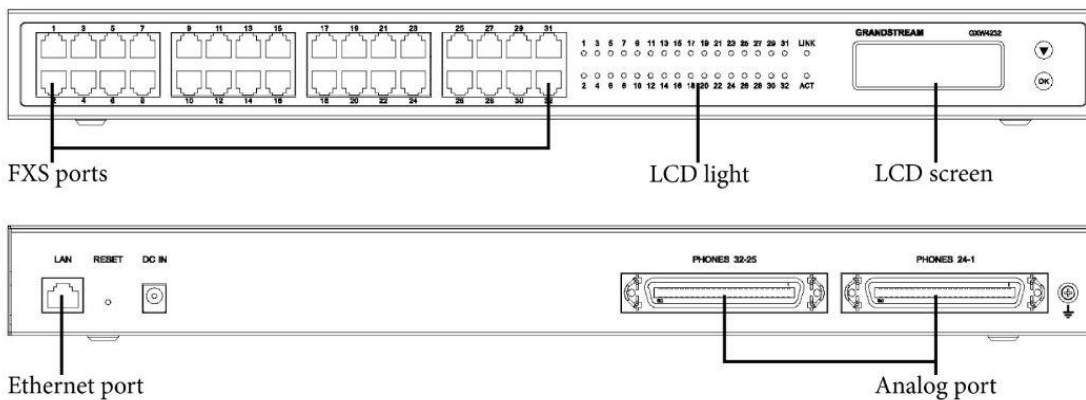 1 3 5 7 9 11 13 15 17 19 21 23 25 27 29 31
2 4 6 8 10 12 14 16 18 20 22 24 26 28 30 32
1 3 5 7 9 11 13 15 17 19 21 23 25 27 29 31 LINK
2 4 6 8 10 12 14 16 18 20 22 24 26 28 30 32 ACT
GRANDSTREAM GXW4232
OK
FXS ports LCD light LCD screen
LAN RESET DC IN PHONES 32-25 PHONES 24-1
Ethernet port Analog port